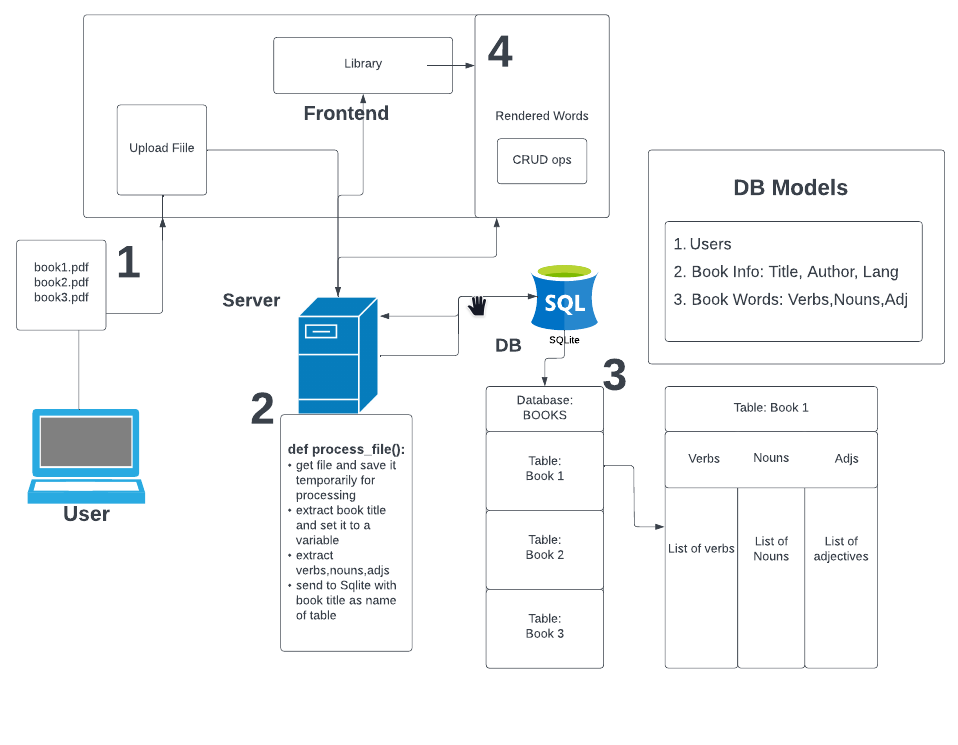 4
Library
Frontend
Rendered Words
Upload Fiile
CRUD ops
DB Models
1. Users
2. Book Info: Title, Author, Lang
3. Book Words: Verbs,Nouns,Adj
1
book1.pdf
book2.pdf
book3.pdf
Server
SQL
SQLite
DB
3
2
User
def process_file():
• get file and save it
temporarily for
processing
• extract book title
and set it to a
variable
• extract
verbs,nouns,adjs
• send to Sqlite with
book title as name
of table
Database:
BOOKS
Table:
Book 1
Table:
Book 2
Table:
Book 3
Table: Book 1
Verbs Nouns Adjs
List of verbs
List of
Nouns
List of
adjectives